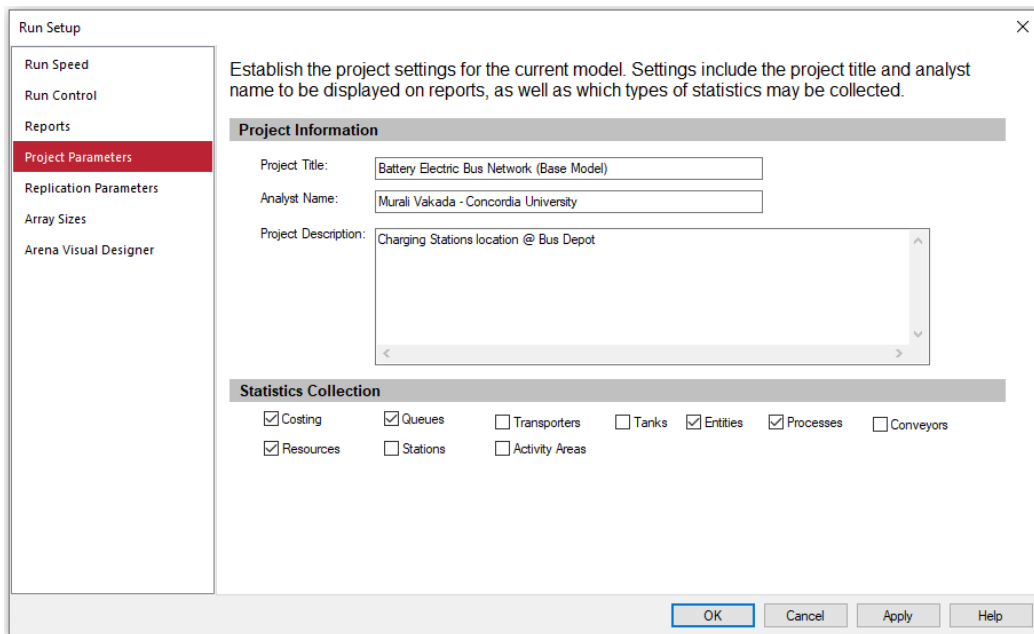 Run Setup
Run Speed
Run Control
Reports
Project Parameters
Replication Parameters
Array Sizes
Arena Visual Designer
Establish the project settings for the current model. Settings include the project title and analyst
name to be displayed on reports, as well as which types of statistics may be collected.
Project Information
Project Title: Battery Electric Bus Network (Base Model)
Analyst Name: Murali Vakada - Concordia University
Project Description: Charging Stations location @ Bus Depot
Statistics Collection
Costing Queues Transporters Tanks Entities Processes Conveyors
Resources Stations Activity Areas
OK Cancel Apply Help